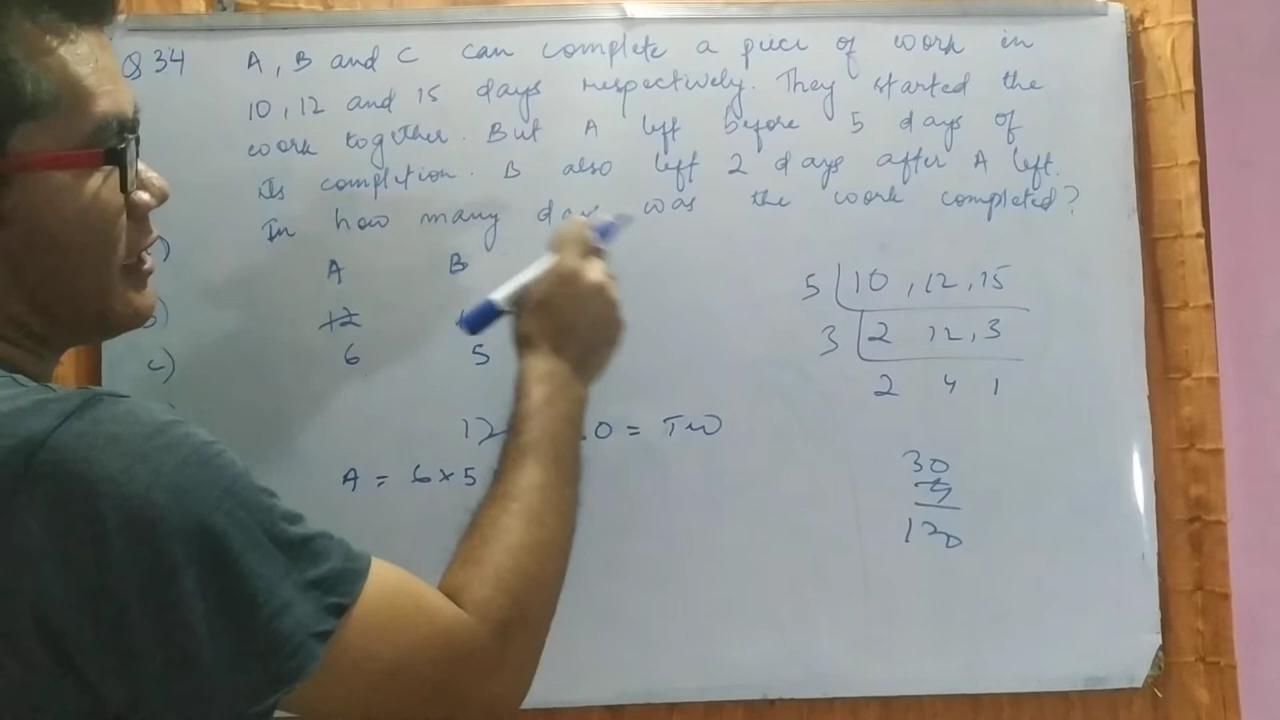 Q 34 A, B and C can complete a piece of work in
10, 12 and 15 days respectively. They started the
work together. But A left before 5 days of
its completion. B also left 2 days after A left.
In how many days was the work completed?
A B
12
6 5
12 0 = TW
A = 6×5
c)
5 10, 12, 15
3 2 12, 3
2 4 1
30
120